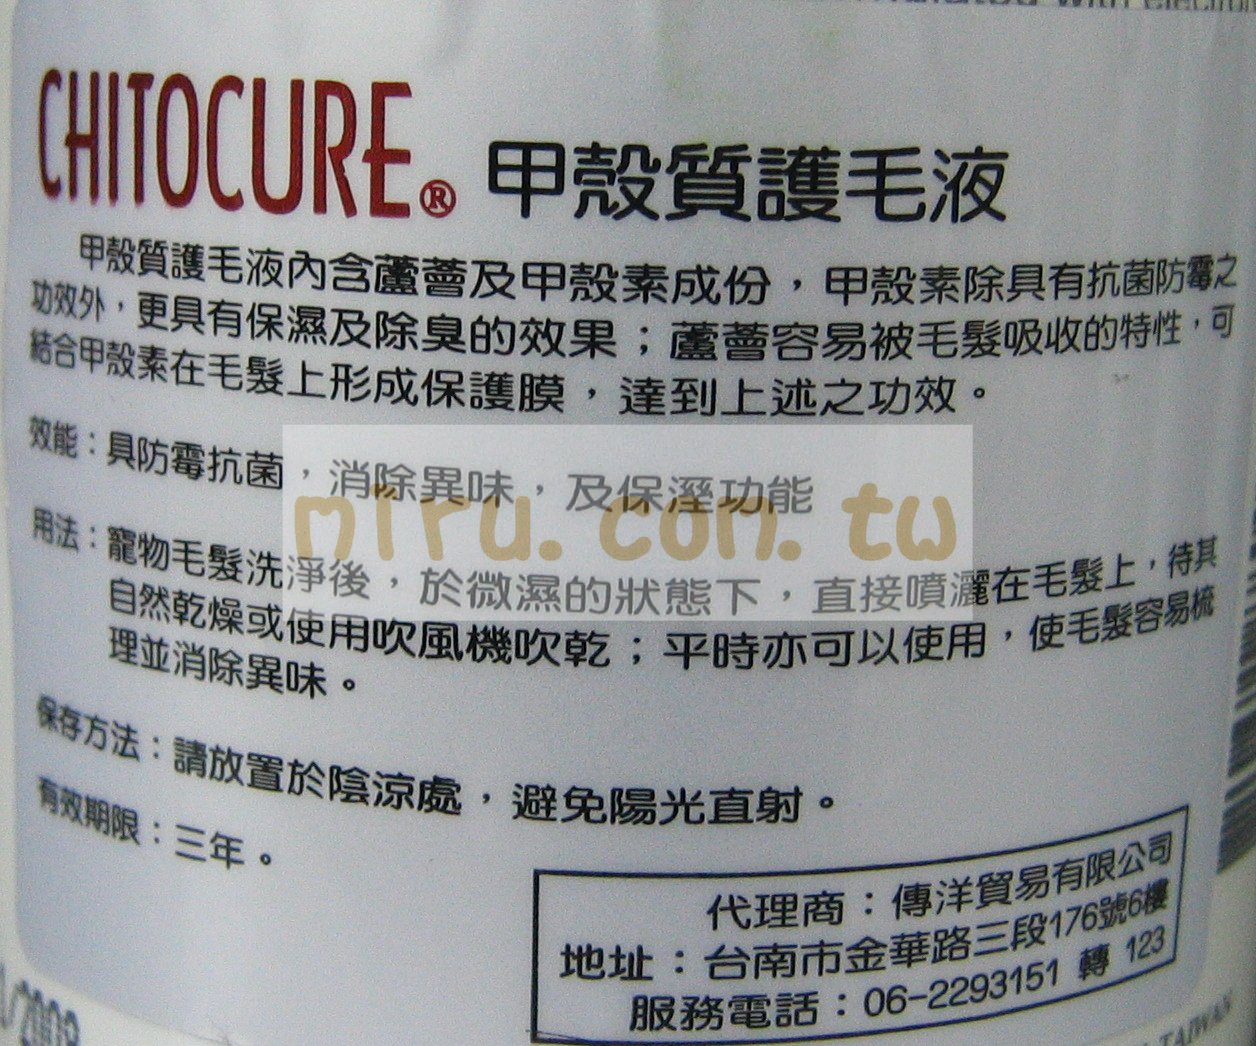 with electron
CHITOCURE® 甲殼質護毛液
甲殼質護毛液內含蘆薈及甲殼素成份，甲殼素除具有抗菌防霉之
功效外，更具有保濕及除臭的效果；蘆薈容易被毛髮吸收的特性，可
結合甲殼素在毛髮上形成保護膜，達到上述之功效。
效能：具防霉抗菌，消除異味，及保溼功能
miru.com.tw
用法：寵物毛髮洗淨後，於微濕的狀態下，直接噴灑在毛髮上，待其
自然乾燥或使用吹風機吹乾；平時亦可以使用，使毛髮容易梳
理並消除異味。
保存方法：請放置於陰涼處，避免陽光直射。
有效期限：三年。
代理商：傳洋貿易有限公司
地址：台南市金華路三段176號6樓
服務電話：06-2293151 轉 123
/2008
TAIWAN